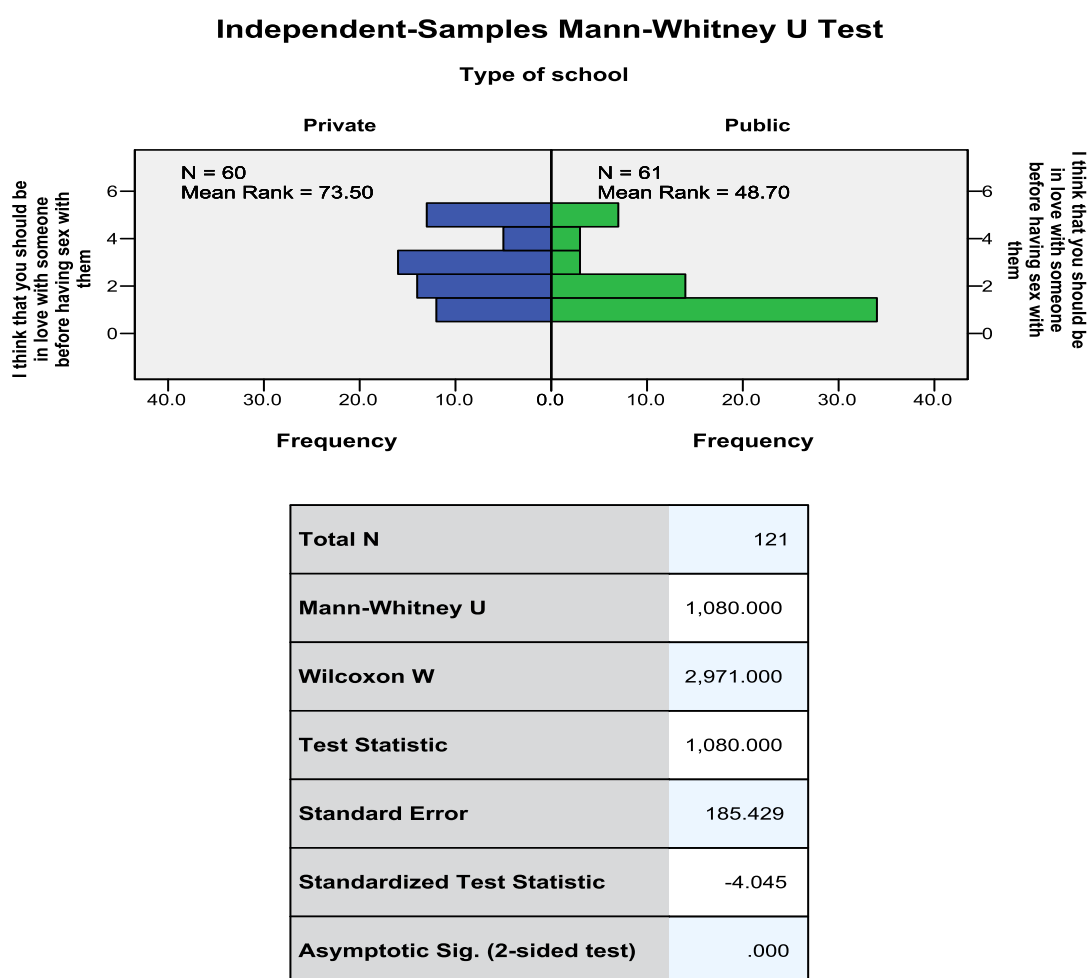 Independent-Samples Mann-Whitney U Test
Type of school
Private
Public
I think that you should be
in love with someone
before having sex with
them
N = 60
Mean Rank = 73.50
N = 61
Mean Rank = 48.70
I think that you should be
in love with someone
before having sex with
them
6
4
2
0
6
4
2
0
40.0 30.0 20.0 10.0 0.0 10.0 20.0 30.0 40.0
Frequency
Frequency
Total N 121
Mann-Whitney U 1,080.000
Wilcoxon W 2,971.000
Test Statistic 1,080.000
Standard Error 185.429
Standardized Test Statistic -4.045
Asymptotic Sig. (2-sided test) .000